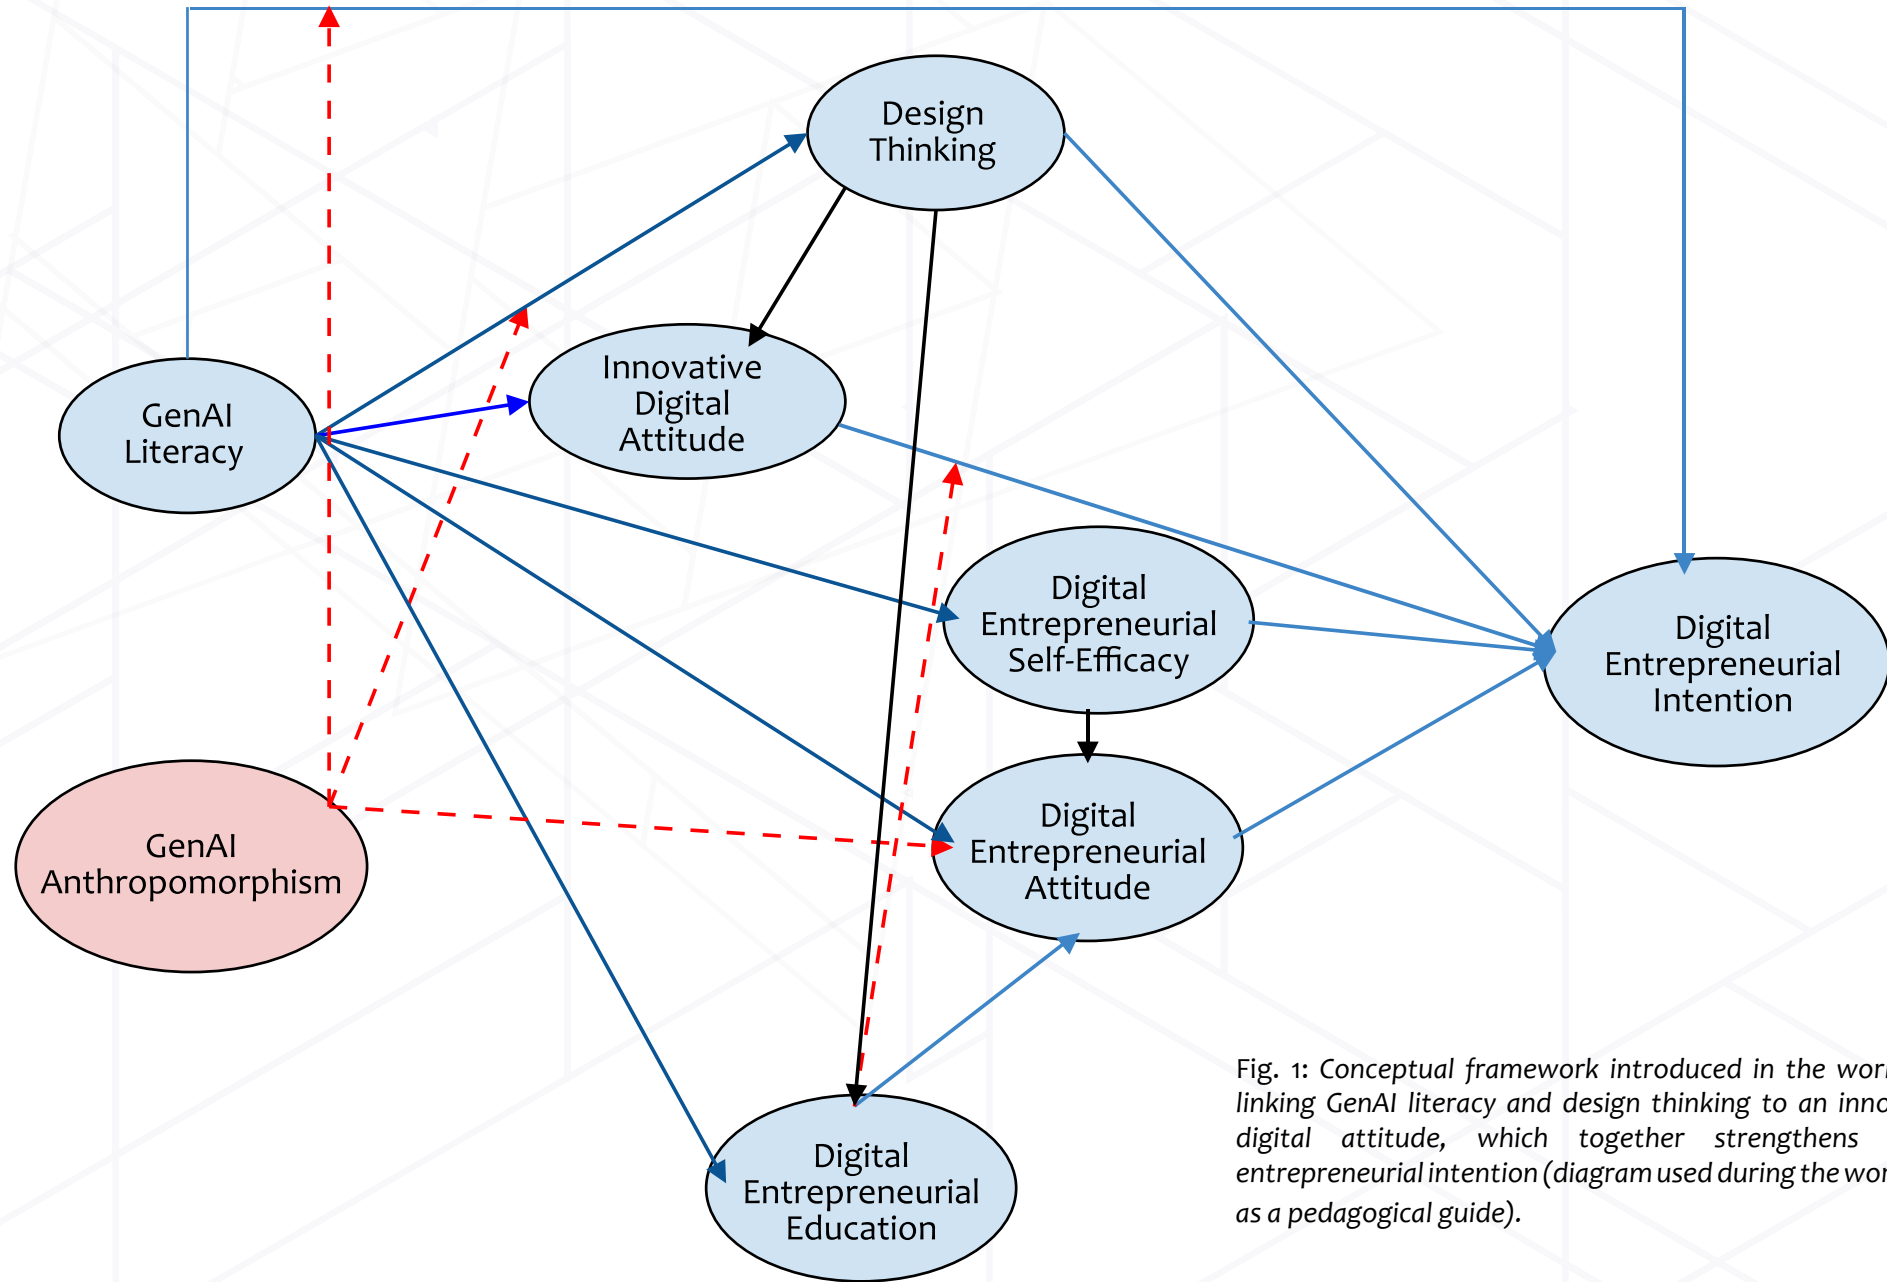 Design
Thinking
Innovative
Digital
Attitude
GenAI
Literacy
Digital
Entrepreneurial
Self-Efficacy
Digital
Entrepreneurial
Intention
GenAI
Anthropomorphism
Digital
Entrepreneurial
Attitude
Digital
Entrepreneurial
Education
Fig. 1: Conceptual framework introduced in the wor
linking GenAI literacy and design thinking to an inno
digital attitude, which together strengthens
entrepreneurial intention (diagram used during the wor
as a pedagogical guide).